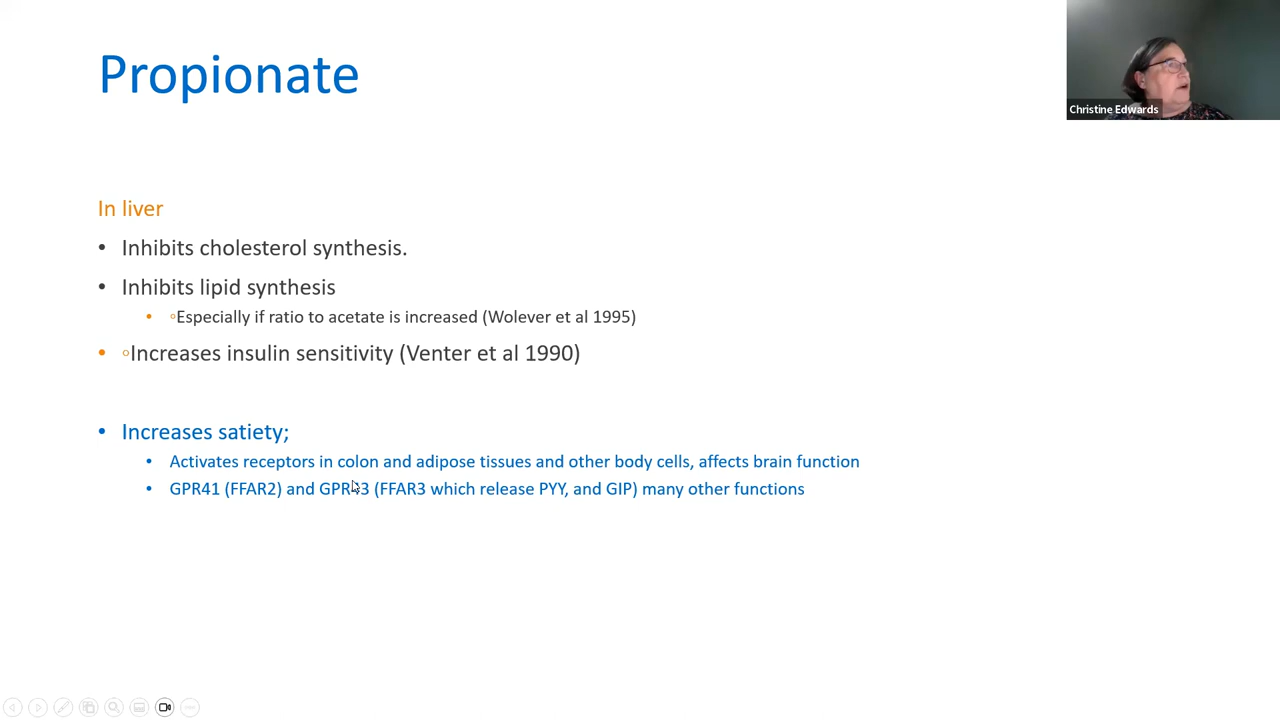 Propionate
Christine Edwards
In liver
• Inhibits cholesterol synthesis.
• Inhibits lipid synthesis
• ◦Especially if ratio to acetate is increased (Wolever et al 1995)
• ◦Increases insulin sensitivity (Venter et al 1990)
• Increases satiety;
• Activates receptors in colon and adipose tissues and other body cells, affects brain function
• GPR41 (FFAR2) and GPR43 (FFAR3 which release PYY, and GIP) many other functions